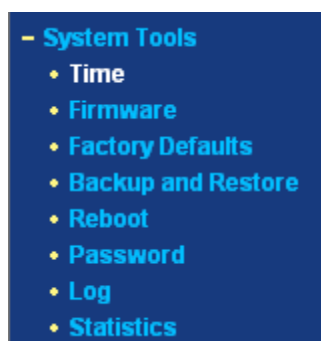 – System Tools
• Time
• Firmware
• Factory Defaults
• Backup and Restore
• Reboot
• Password
• Log
• Statistics